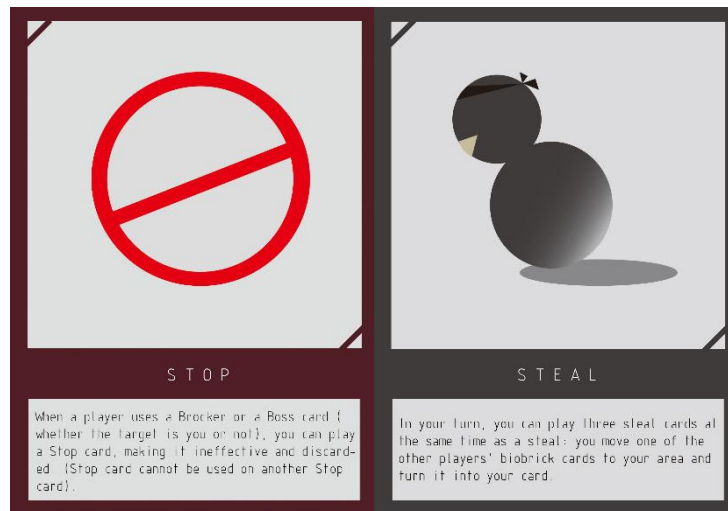 STOP
When a player uses a Brocker or a Boss card (
whether the target is you or not), you can play
a Stop card, making it ineffective and discard-
ed. (Stop card cannot be used on another Stop
card).
STEAL
In your turn, you can play three steal cards at
the same time as a steal: you move one of the
other players' biobrick cards to your area and
turn it into your card.